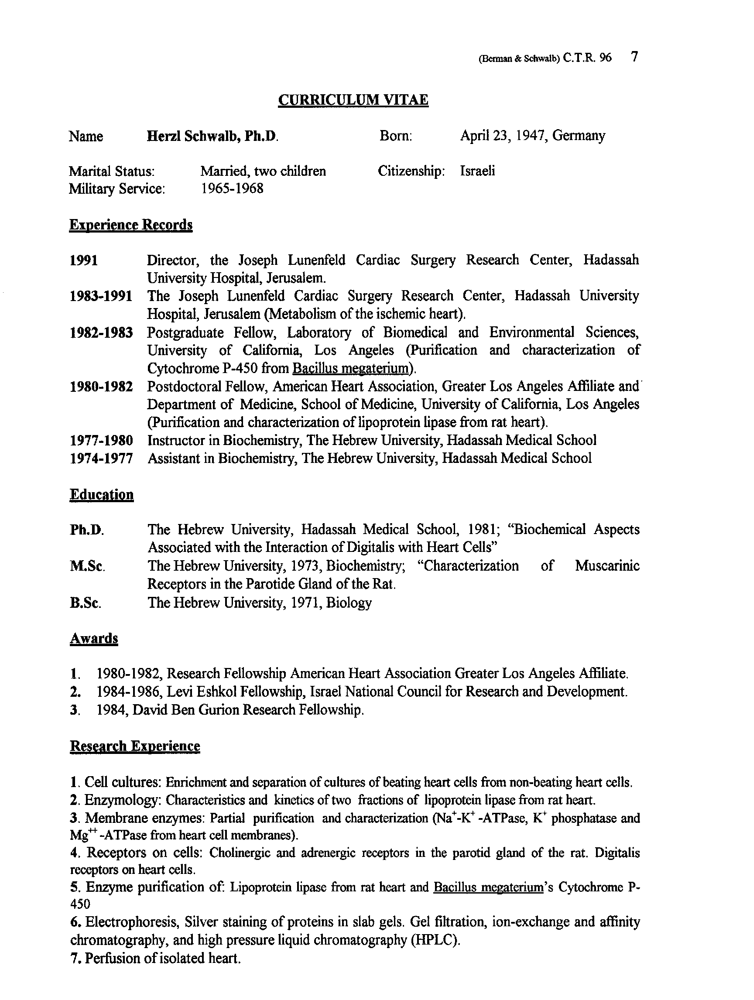 (Berman & Schwalb) C.T.R. 96 7
CURRICULUM VITAE
Name Herzl Schwalb, Ph.D. Born: April 23, 1947, Germany
Marital Status: Married, two children Citizenship: Israeli
Military Service: 1965-1968
Experience Records
1991 Director, the Joseph Lunenfeld Cardiac Surgery Research Center, Hadassah
University Hospital, Jerusalem.
1983-1991 The Joseph Lunenfeld Cardiac Surgery Research Center, Hadassah University
Hospital, Jerusalem (Metabolism of the ischemic heart).
1982-1983 Postgraduate Fellow, Laboratory of Biomedical and Environmental Sciences,
University of California, Los Angeles (Purification and characterization of
Cytochrome P-450 from Bacillus megaterium).
1980-1982 Postdoctoral Fellow, American Heart Association, Greater Los Angeles Affiliate and
Department of Medicine, School of Medicine, University of California, Los Angeles
(Purification and characterization of lipoprotein lipase from rat heart).
1977-1980 Instructor in Biochemistry, The Hebrew University, Hadassah Medical School
1974-1977 Assistant in Biochemistry, The Hebrew University, Hadassah Medical School
Education
Ph.D. The Hebrew University, Hadassah Medical School, 1981; “Biochemical Aspects
Associated with the Interaction of Digitalis with Heart Cells”
M.Sc. The Hebrew University, 1973, Biochemistry; “Characterization of Muscarinic
Receptors in the Parotide Gland of the Rat.
B.Sc. The Hebrew University, 1971, Biology
Awards
1. 1980-1982, Research Fellowship American Heart Association Greater Los Angeles Affiliate.
2. 1984-1986, Levi Eshkol Fellowship, Israel National Council for Research and Development.
3. 1984, David Ben Gurion Research Fellowship.
Research Experience
1. Cell cultures: Enrichment and separation of cultures of beating heart cells from non-beating heart cells.
2. Enzymology: Characteristics and kinetics of two fractions of lipoprotein lipase from rat heart.
3. Membrane enzymes: Partial purification and characterization (Na⁺-K⁺ -ATPase, K⁺ phosphatase and
Mg⁺⁺ -ATPase from heart cell membranes).
4. Receptors on cells: Cholinergic and adrenergic receptors in the parotid gland of the rat. Digitalis
receptors on heart cells.
5. Enzyme purification of: Lipoprotein lipase from rat heart and Bacillus megaterium's Cytochrome P-
450
6. Electrophoresis, Silver staining of proteins in slab gels. Gel filtration, ion-exchange and affinity
chromatography, and high pressure liquid chromatography (HPLC).
7. Perfusion of isolated heart.